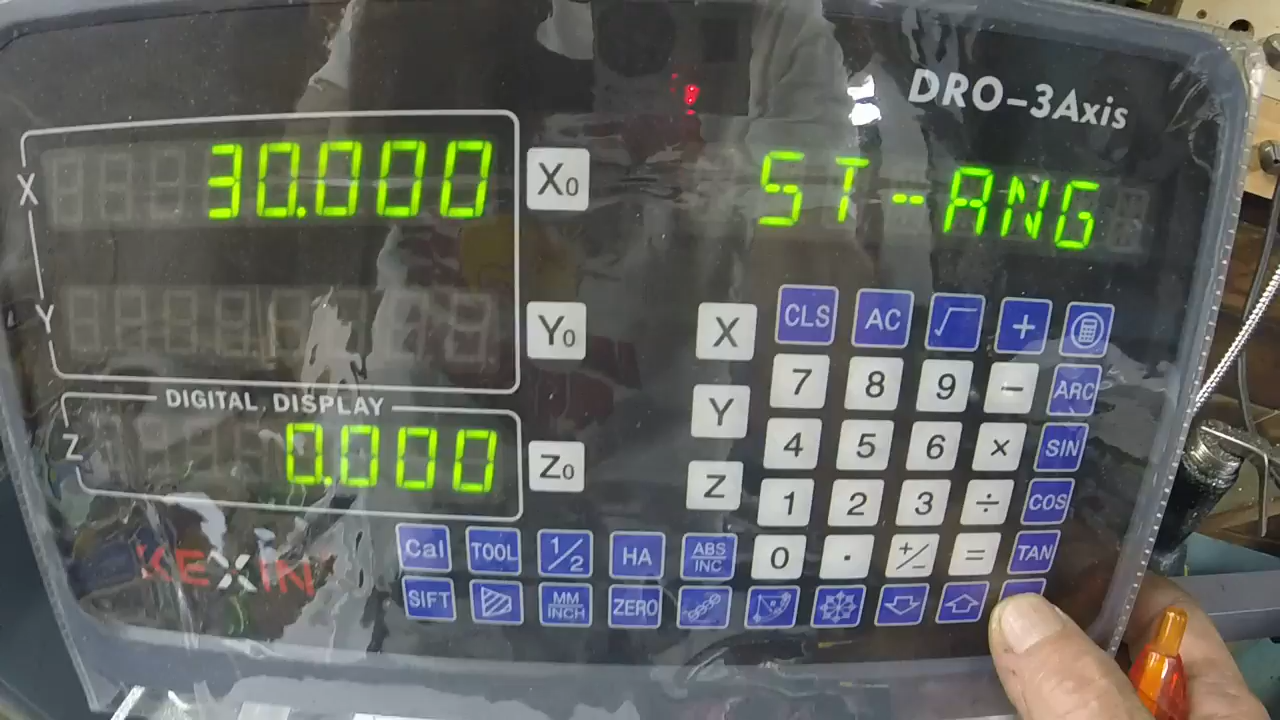 DRO-3Axis
X
30.000
X0
ST-ANG
Y
Y0
DIGITAL DISPLAY
Z
0.000
Z0
X
CLS AC √ +
7 8 9 - ARC
Y
4 5 6 × SIN
Z
1 2 3 ÷ COS
Cal TOOL 1/2 HA ABS/INC 0 . +/- = TAN
SIFT MM/INCH ZERO
KEXIN